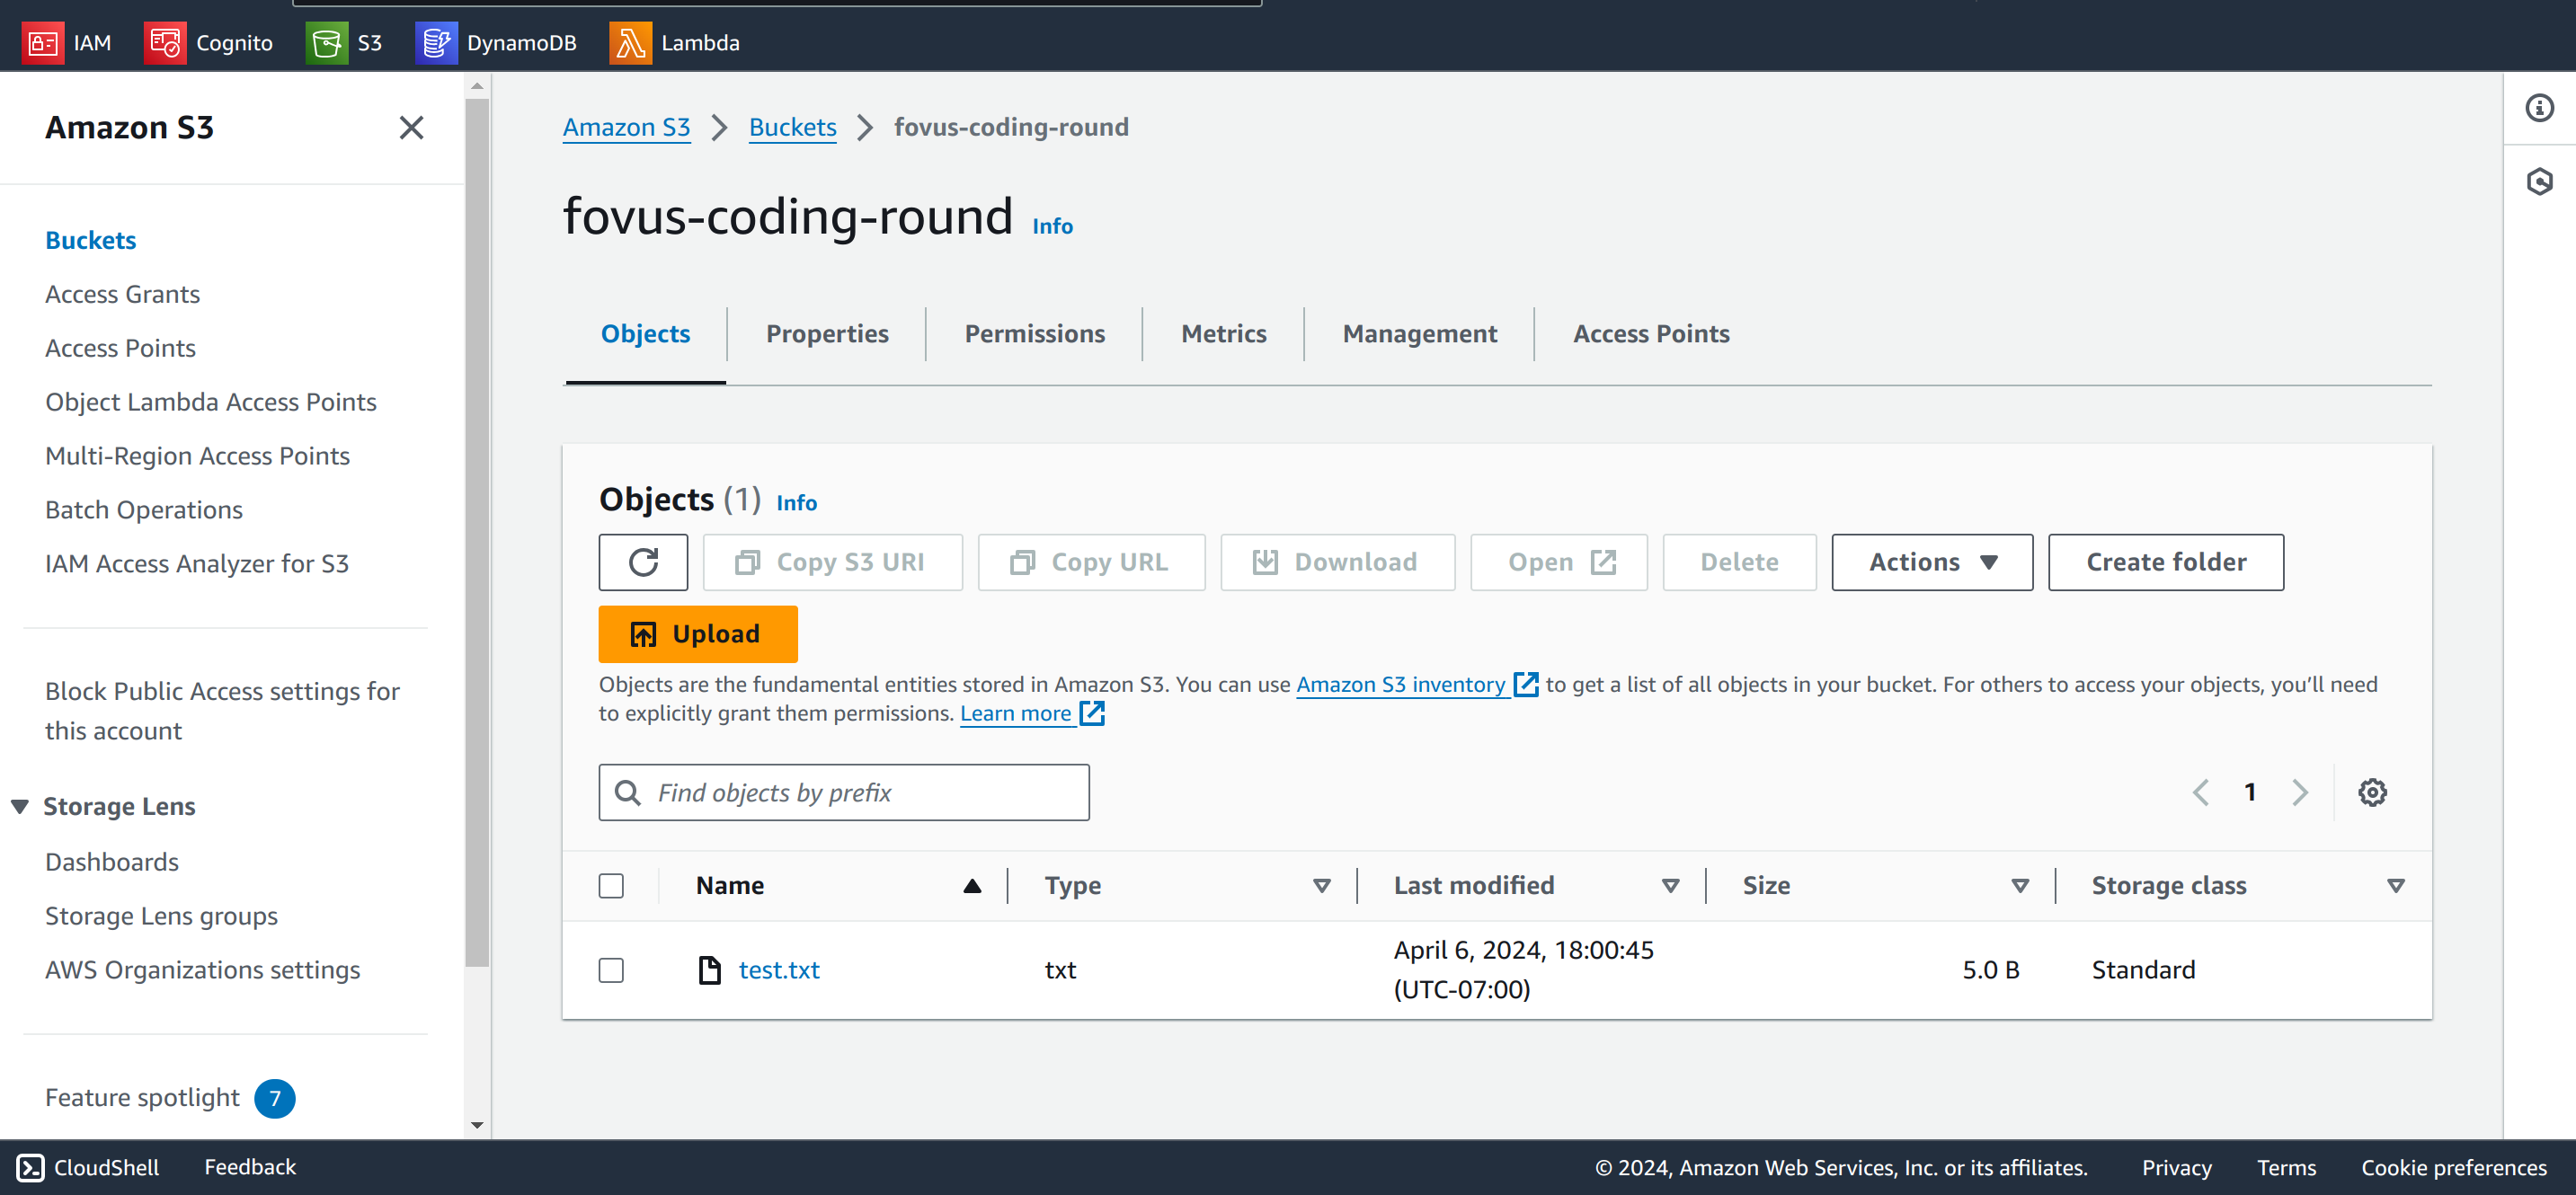 IAM Cognito S3 DynamoDB Lambda
Amazon S3
Buckets
Access Grants
Access Points
Object Lambda Access Points
Multi-Region Access Points
Batch Operations
IAM Access Analyzer for S3
Block Public Access settings for
this account
Storage Lens
Dashboards
Storage Lens groups
AWS Organizations settings
Feature spotlight 7
Amazon S3 Buckets fovus-coding-round
fovus-coding-round Info
Objects Properties Permissions Metrics Management Access Points
Objects (1) Info
Copy S3 URI Copy URL Download Open Delete Actions Create folder
Upload
Objects are the fundamental entities stored in Amazon S3. You can use Amazon S3 inventory to get a list of all objects in your bucket. For others to access your objects, you’ll need
to explicitly grant them permissions. Learn more
Find objects by prefix
1
Name Type Last modified Size Storage class
test.txt txt April 6, 2024, 18:00:45 5.0 B Standard
(UTC-07:00)
CloudShell Feedback © 2024, Amazon Web Services, Inc. or its affiliates. Privacy Terms Cookie preferences